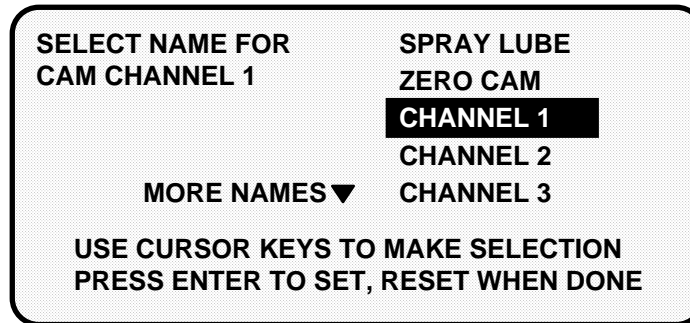 SELECT NAME FOR
CAM CHANNEL 1
MORE NAMES▼
SPRAY LUBE
ZERO CAM
CHANNEL 1
CHANNEL 2
CHANNEL 3
USE CURSOR KEYS TO MAKE SELECTION
PRESS ENTER TO SET, RESET WHEN DONE